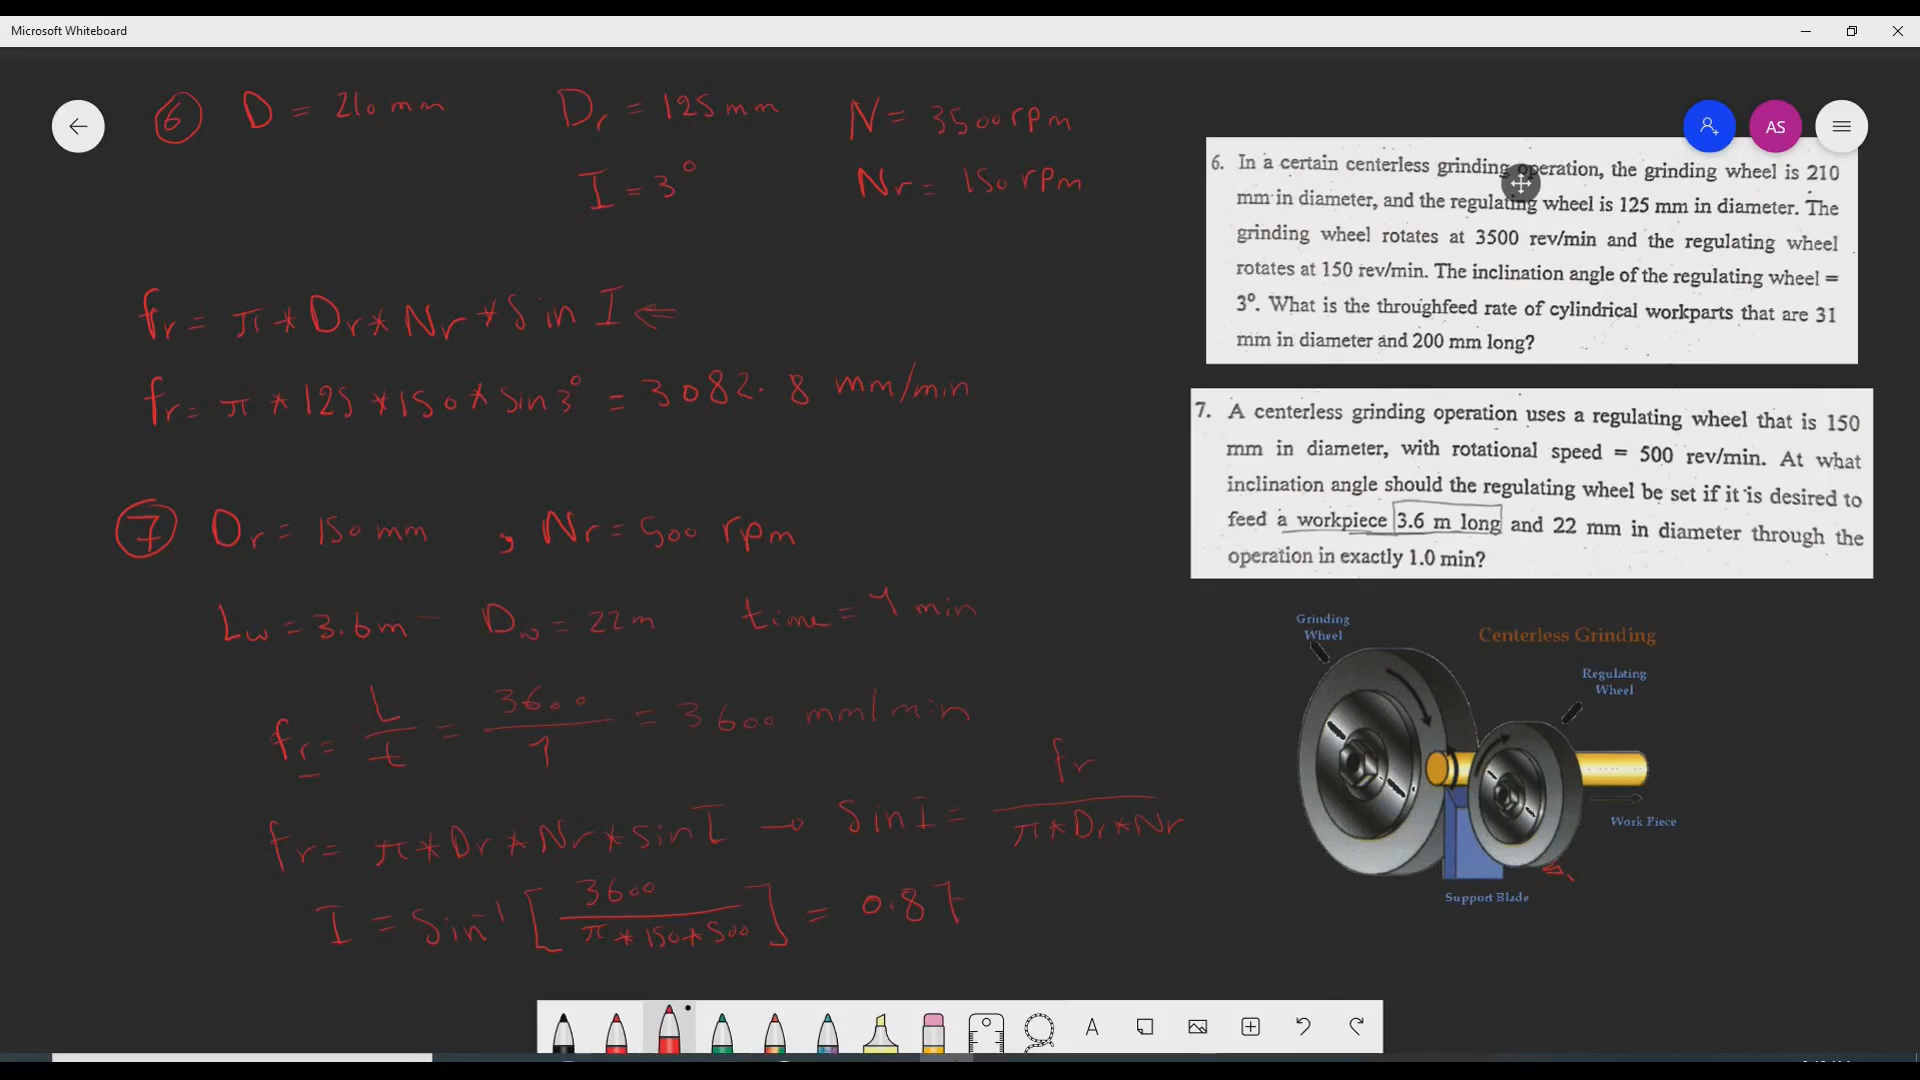 Microsoft Whiteboard
6 D = 210 mm Dr = 125 mm N = 3500 rpm
I = 3° Nr = 150 rpm
fr = π * Dr * Nr * Sin I ←
fr = π * 125 * 150 * Sin 3° = 3082.8 mm/min
7 Dr = 150 mm , Nr = 500 rpm
Lw = 3.6m Dw = 22m time = 1 min
fr = L/t = 3600/1 = 3600 mm/min
fr = π * Dr * Nr * sin I → Sin I = fr/π * Dr * Nr
I = Sin⁻¹ [3600/π * 150 * 500] = 0.87
AS
6. In a certain centerless grinding operation, the grinding wheel is 210
mm in diameter, and the regulating wheel is 125 mm in diameter. The
grinding wheel rotates at 3500 rev/min and the regulating wheel
rotates at 150 rev/min. The inclination angle of the regulating wheel =
3°. What is the throughfeed rate of cylindrical workparts that are 31
mm in diameter and 200 mm long?
7. A centerless grinding operation uses a regulating wheel that is 150
mm in diameter, with rotational speed = 500 rev/min. At what
inclination angle should the regulating wheel be set if it is desired to
feed a workpiece 3.6 m long and 22 mm in diameter through the
operation in exactly 1.0 min?
Grinding
Wheel
Centerless Grinding
Regulating
Wheel
Work Piece
Support Blade